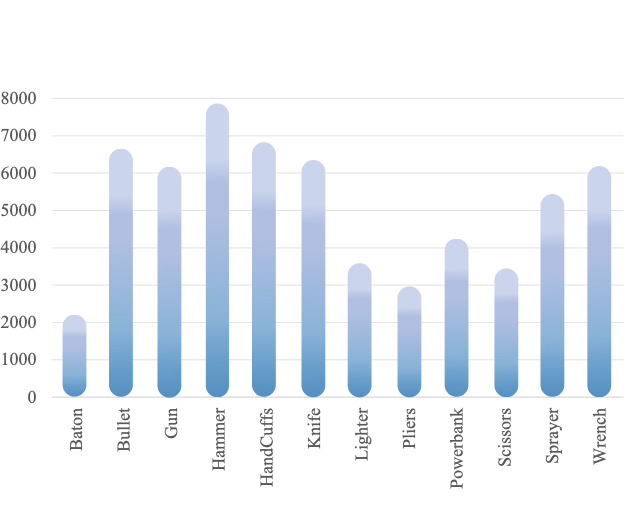 8000
7000
6000
5000
4000
3000
2000
1000
0
Baton
Bullet
Gun
Hammer
HandCuffs
Knife
Lighter
Pliers
Powerbank
Scissors
Sprayer
Wrench